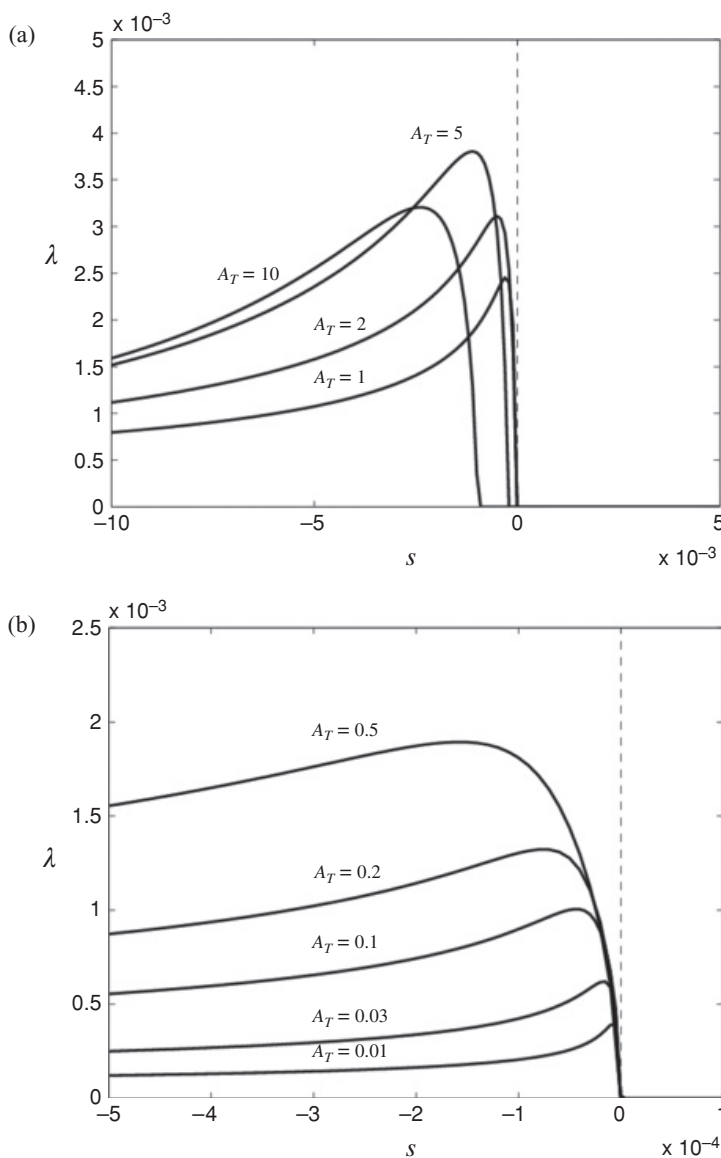 (a)
x 10⁻³
5
4.5
4
3.5
3
2.5
2
1.5
1
0.5
0
λ
A_T = 5
A_T = 10
A_T = 2
A_T = 1
−10 −5 0 5
s
x 10⁻³
(b)
x 10⁻³
2.5
2
1.5
1
0.5
0
λ
A_T = 0.5
A_T = 0.2
A_T = 0.1
A_T = 0.03
A_T = 0.01
−5 −4 −3 −2 −1 0 1
s
x 10⁻⁴